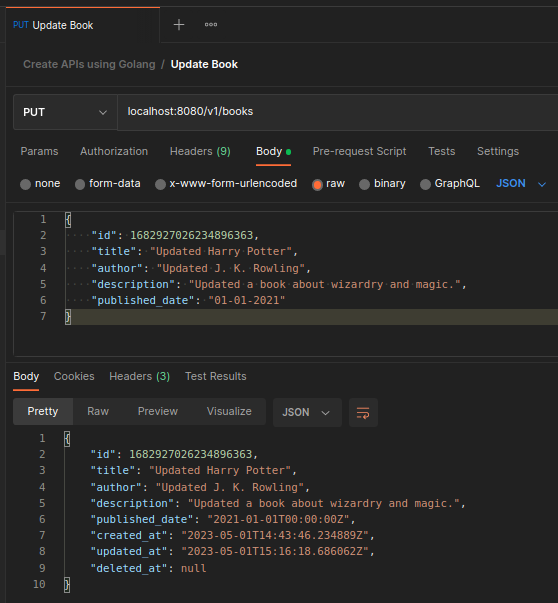 PUT Update Book + ooo
Create APIs using Golang / Update Book
PUT localhost:8080/v1/books
Params Authorization Headers (9) Body Pre-request Script Tests Settings
none form-data x-www-form-urlencoded raw binary GraphQL JSON
1 {
2 "id": 1682927026234896363,
3 "title": "Updated Harry Potter",
4 "author": "Updated J. K. Rowling",
5 "description": "Updated a book about wizardry and magic.",
6 "published_date": "01-01-2021"
7 }
Body Cookies Headers (3) Test Results
Pretty Raw Preview Visualize JSON
1 {
2 "id": 1682927026234896363,
3 "title": "Updated Harry Potter",
4 "author": "Updated J. K. Rowling",
5 "description": "Updated a book about wizardry and magic.",
6 "published_date": "2021-01-01T00:00:00Z",
7 "created_at": "2023-05-01T14:43:46.234889Z",
8 "updated_at": "2023-05-01T15:16:18.686062Z",
9 "deleted_at": null
10 }